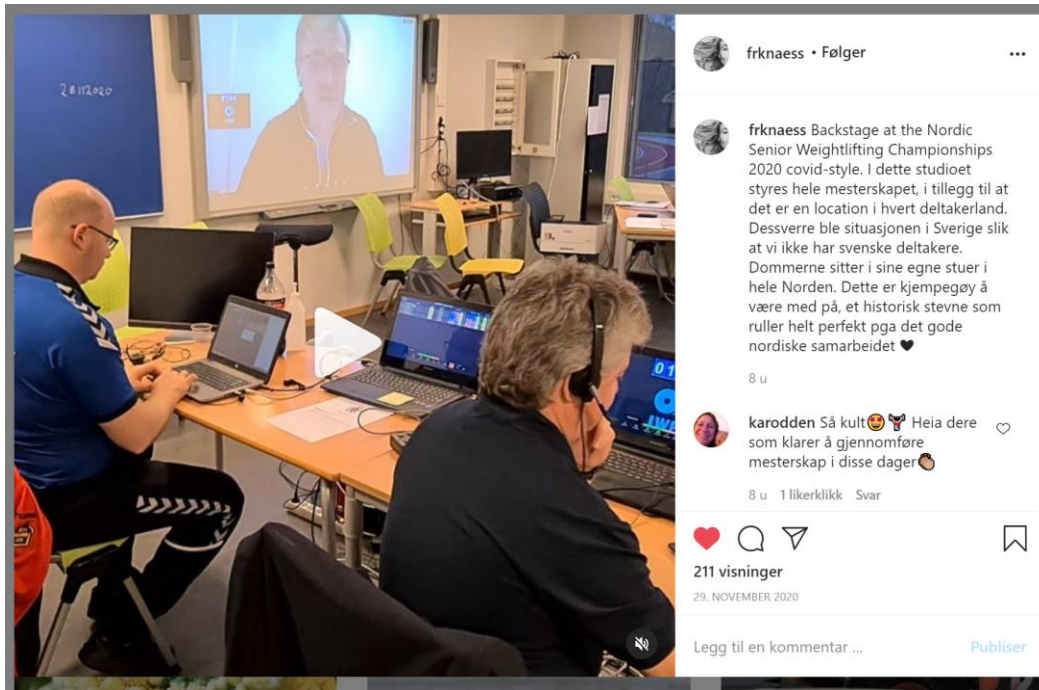 28112020
01
frknaess • Følger
frknaess Backstage at the Nordic
Senior Weightlifting Championships
2020 covid-style. I dette studioet
styres hele mesterskapet, i tillegg til at
det er en location i hvert deltakerland.
Dessverre ble situasjonen i Sverige slik
at vi ikke har svenske deltakere.
Dommerne sitter i sine egne stuer i
hele Norden. Dette er kjempegøy å
være med på, et historisk stevne som
ruller helt perfekt pga det gode
nordiske samarbeidet 🖤
8 u
karodden Så kult🤩🏋 Heia dere
som klarer å gjennomføre
mesterskap i disse dager👏🏽
8 u 1 likerklikk Svar
211 visninger
29. NOVEMBER 2020
Legg til en kommentar ...
Publiser